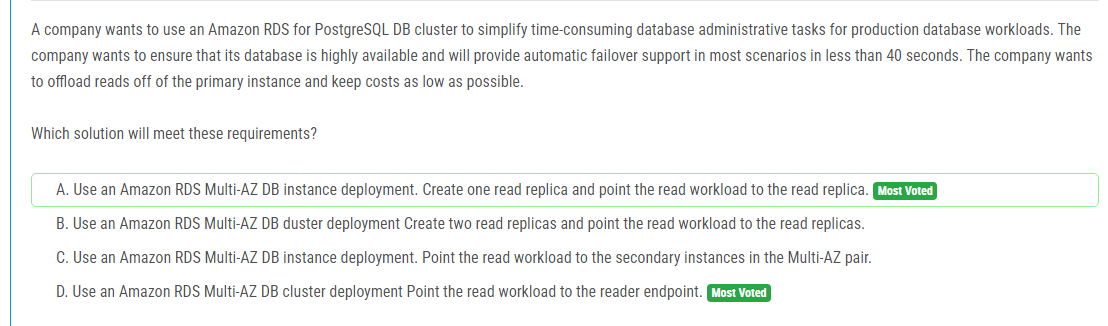 A company wants to use an Amazon RDS for PostgreSQL DB cluster to simplify time-consuming database administrative tasks for production database workloads. The
company wants to ensure that its database is highly available and will provide automatic failover support in most scenarios in less than 40 seconds. The company wants
to offload reads off of the primary instance and keep costs as low as possible.
Which solution will meet these requirements?
A. Use an Amazon RDS Multi-AZ DB instance deployment. Create one read replica and point the read workload to the read replica. Most Voted
B. Use an Amazon RDS Multi-AZ DB duster deployment Create two read replicas and point the read workload to the read replicas.
C. Use an Amazon RDS Multi-AZ DB instance deployment. Point the read workload to the secondary instances in the Multi-AZ pair.
D. Use an Amazon RDS Multi-AZ DB cluster deployment Point the read workload to the reader endpoint. Most Voted